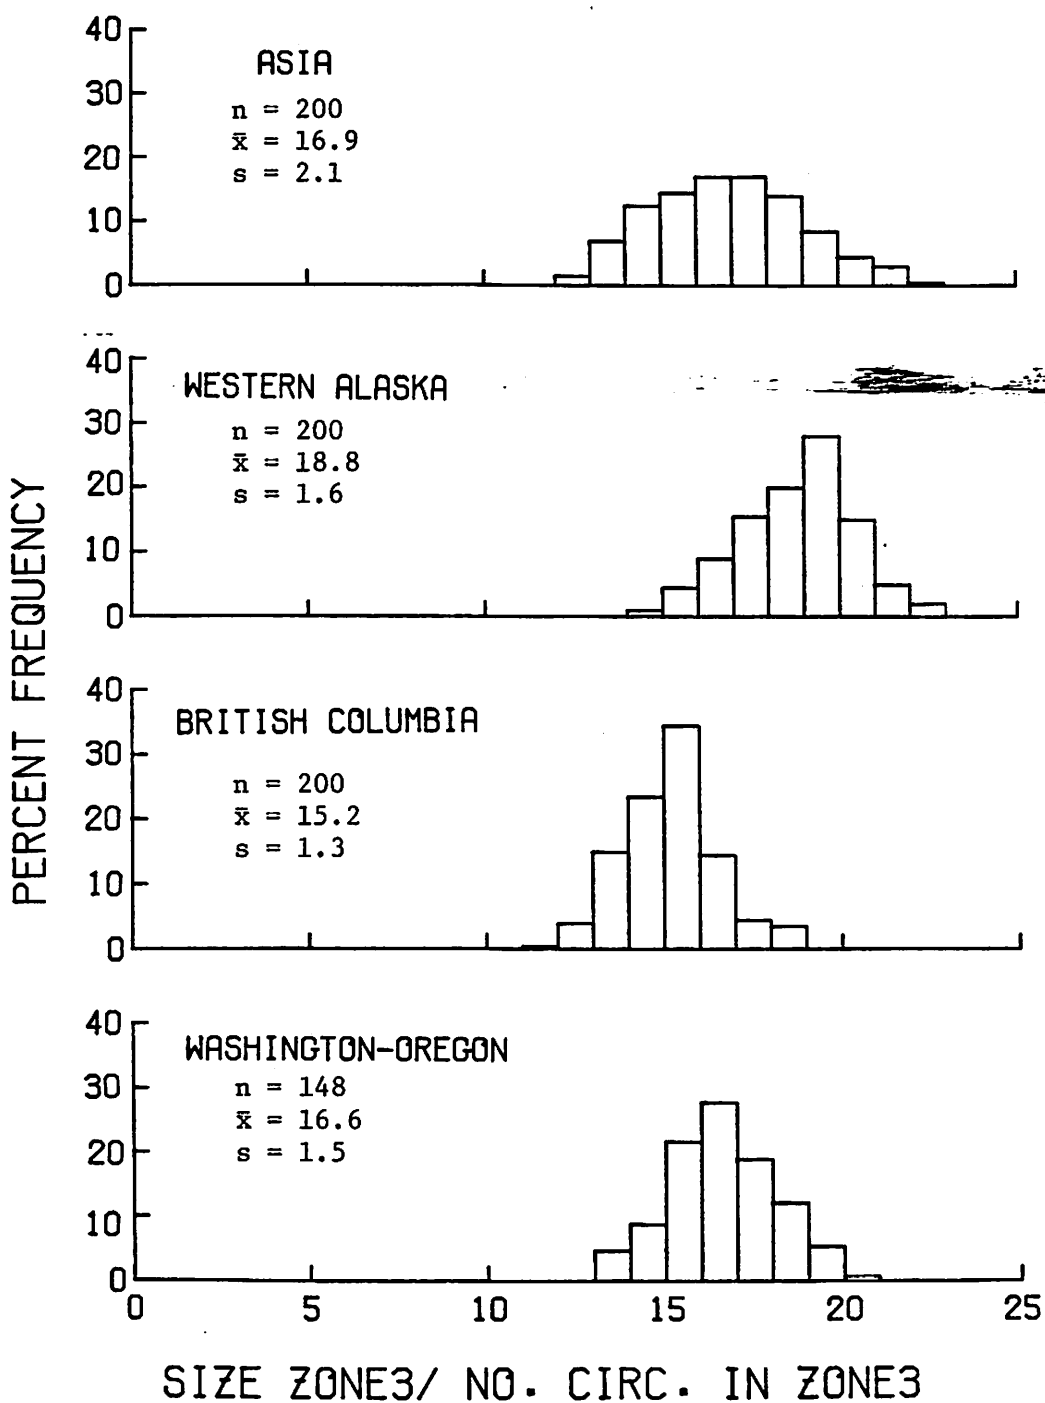 PERCENT FREQUENCY
40
30
20
10
0
ASIA
n = 200
x̄ = 16.9
s = 2.1
40
30
20
10
0
WESTERN ALASKA
n = 200
x̄ = 18.8
s = 1.6
40
30
20
10
0
BRITISH COLUMBIA
n = 200
x̄ = 15.2
s = 1.3
40
30
20
10
0
WASHINGTON-OREGON
n = 148
x̄ = 16.6
s = 1.5
0 5 10 15 20 25
SIZE ZONE3/ NO. CIRC. IN ZONE3